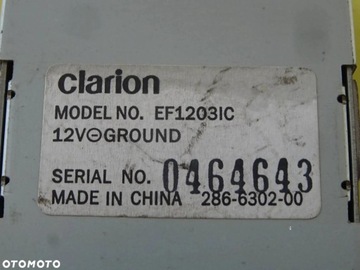 clarion
MODEL NO. EF1203IC
12V⊖GROUND
SERIAL NO. 0464643
MADE IN CHINA 286-6302-00
OTOMOTO